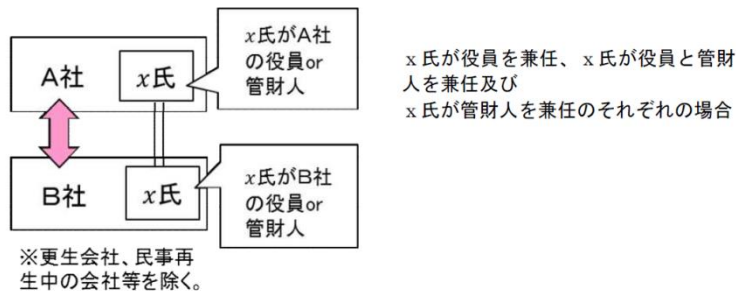 A社
x氏
x氏がA社
の役員or
管財人
B社
x氏
x氏がB社
の役員or
管財人
※更生会社、民事再
生中の会社等を除く。
x氏が役員を兼任、x氏が役員と管財
人を兼任及び
x氏が管財人を兼任のそれぞれの場合